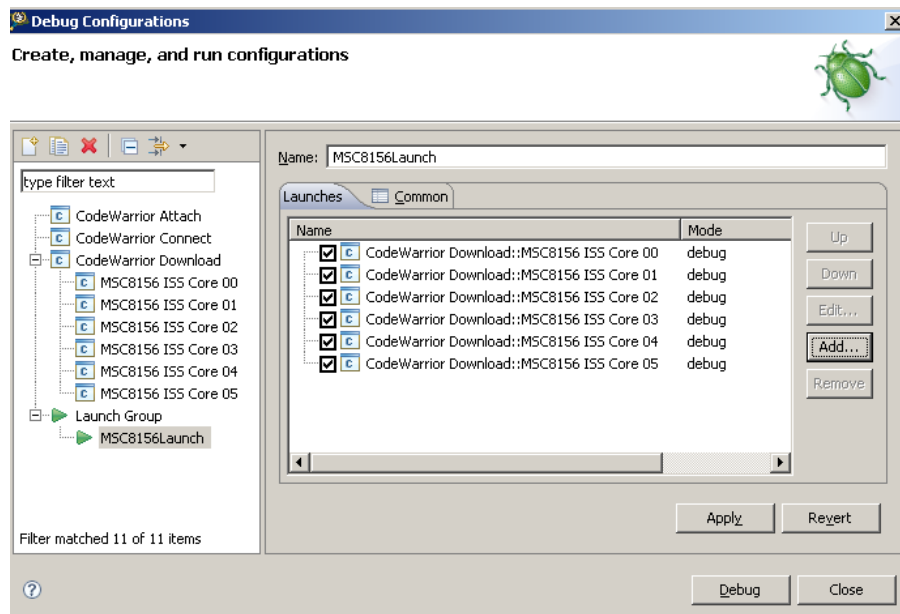 Debug Configurations
Create, manage, and run configurations
type filter text
CodeWarrior Attach
CodeWarrior Connect
CodeWarrior Download
MSC8156 ISS Core 00
MSC8156 ISS Core 01
MSC8156 ISS Core 02
MSC8156 ISS Core 03
MSC8156 ISS Core 04
MSC8156 ISS Core 05
Launch Group
MSC8156Launch
Filter matched 11 of 11 items
Name: MSC8156Launch
Launches Common
Name Mode
CodeWarrior Download::MSC8156 ISS Core 00 debug
CodeWarrior Download::MSC8156 ISS Core 01 debug
CodeWarrior Download::MSC8156 ISS Core 02 debug
CodeWarrior Download::MSC8156 ISS Core 03 debug
CodeWarrior Download::MSC8156 ISS Core 04 debug
CodeWarrior Download::MSC8156 ISS Core 05 debug
Up
Down
Edit...
Add...
Remove
Apply Revert
Debug Close